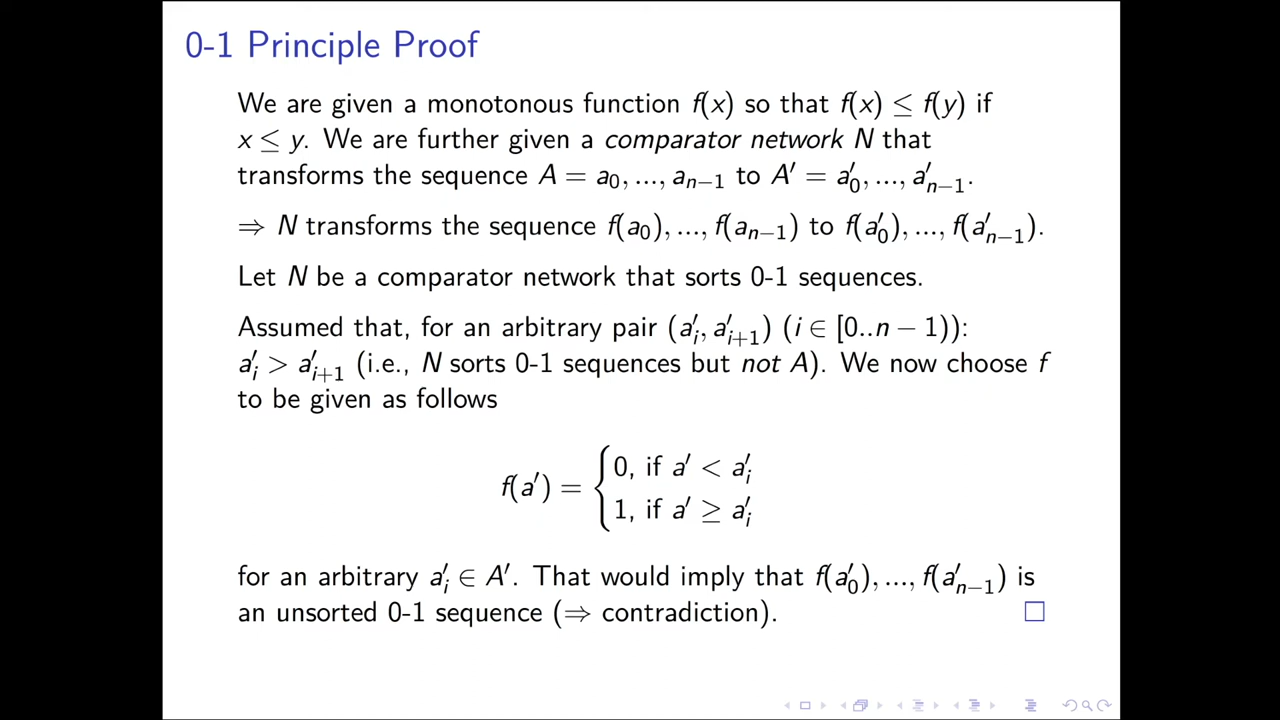 0-1 Principle Proof
We are given a monotonous function f(x) so that f(x) ≤ f(y) if
x ≤ y. We are further given a comparator network N that
transforms the sequence A = a₀, ..., aₙ₋₁ to A′ = a′₀, ..., a′ₙ₋₁.
⇒ N transforms the sequence f(a₀), ..., f(aₙ₋₁) to f(a′₀), ..., f(a′ₙ₋₁).
Let N be a comparator network that sorts 0-1 sequences.
Assumed that, for an arbitrary pair (a′ᵢ, a′ᵢ₊₁) (i ∈ [0..n − 1)):
a′ᵢ > a′ᵢ₊₁ (i.e., N sorts 0-1 sequences but not A). We now choose f
to be given as follows
f(a′) = { 0, if a′ < a′ᵢ
1, if a′ ≥ a′ᵢ
for an arbitrary a′ᵢ ∈ A′. That would imply that f(a′₀), ..., f(a′ₙ₋₁) is
an unsorted 0-1 sequence (⇒ contradiction). □